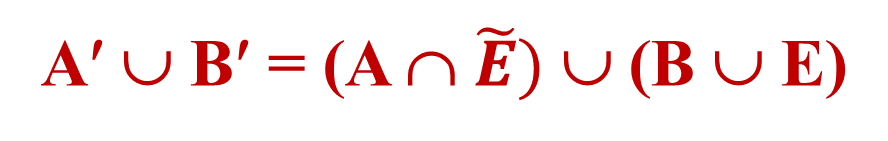 A′ ∪ B′ = (A ∩ Ẽ) ∪ (B ∪ E)